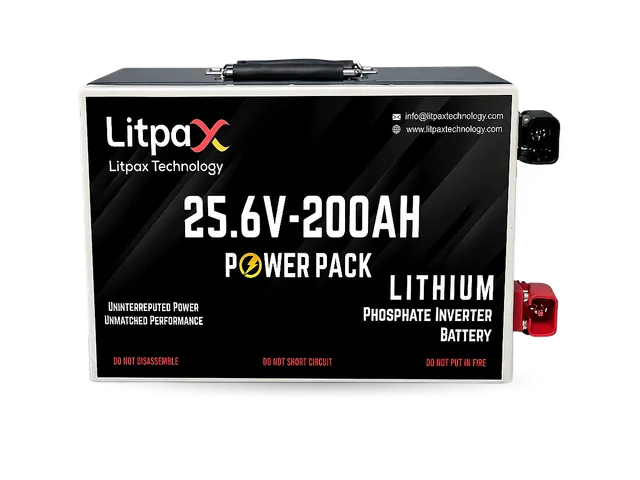 LitpaX
Litpax Technology
info@litpaxtechnology.com
www.litpaxtechnology.com
25.6V-200AH
POWER PACK
LITHIUM
PHOSPHATE INVERTER
BATTERY
UNINTERREPUTED POWER
UNMATCHED PERFORMANCE
DO NOT DISASSEMBLE
DO NOT SHORT CIRCUIT
DO NOT PUT IN FIRE